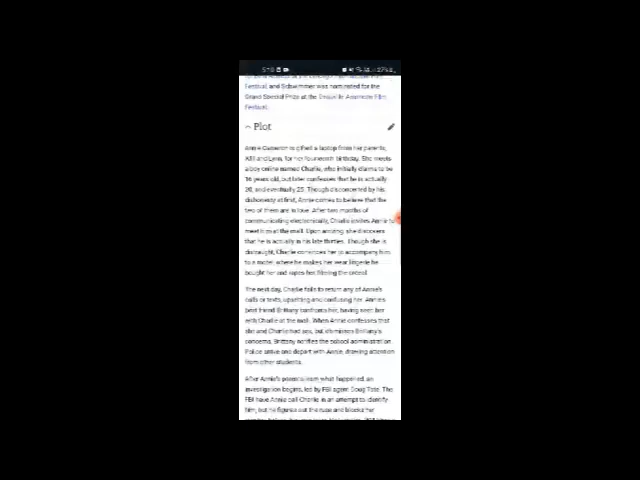 Festival, and Schwimmer was nominated for the
Grand Special Prize at the Deauville American Film
Festival.
Plot
Annie Cameron is gifted a laptop from her parents,
Will and Lynn, for her fourteenth birthday. She meets
a boy online named Charlie, who initially claims to be
16 years old, but later confesses that he is actually
20, and eventually 25. Though disconcerted by his
dishonesty at first, Annie comes to believe that the
two of them are in love. After two months of
communicating electronically, Charlie invites Annie to
meet him at the mall. Upon arriving, she discovers
that he is actually in his late thirties. Though she is
distraught, Charlie convinces her to accompany him
to a motel, where he makes her wear lingerie he
bought her and rapes her, filming the ordeal.
The next day, Charlie fails to return any of Annie's
calls or texts, upsetting and confusing her. Annie's
best friend Brittany confronts her, having seen her
with Charlie at the mall. When Annie confesses that
she and Charlie had sex, but dismisses Brittany's
concerns, Brittany notifies the school administration.
Police arrive and depart with Annie, drawing attention
from other students.
After Annie's parents learn what happened, an
investigation begins, led by FBI agent Doug Tate. The
FBI have Annie call Charlie in an attempt to identify
him, but he figures out the ruse and blocks her